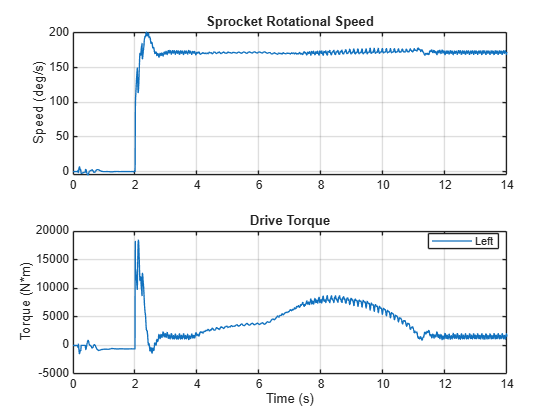 Sprocket Rotational Speed
200
150
100
50
0
Speed (deg/s)
0 2 4 6 8 10 12 14
Drive Torque
20000
15000
10000
5000
0
-5000
Torque (N*m)
Left
0 2 4 6 8 10 12 14
Time (s)